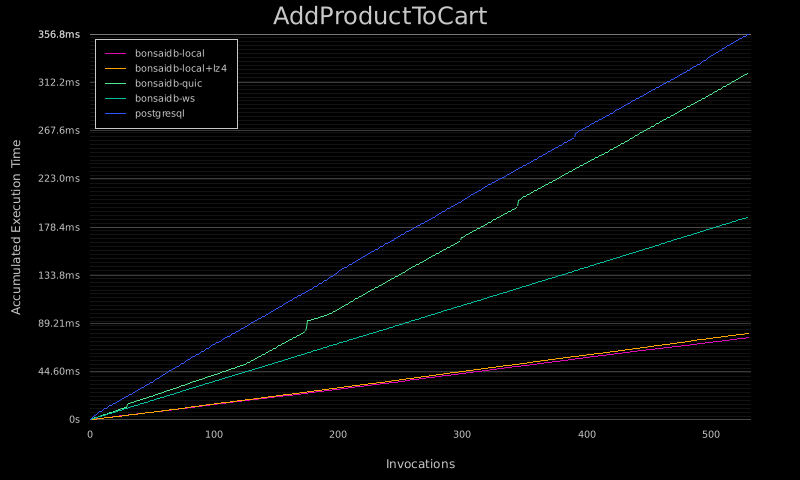 AddProductToCart
356.8ms
312.2ms
267.6ms
223.0ms
178.4ms
133.8ms
89.21ms
44.60ms
0s
Accumulated Execution Time
bonsaidb-local
bonsaidb-local+lz4
bonsaidb-quic
bonsaidb-ws
postgresql
0 100 200 300 400 500
Invocations